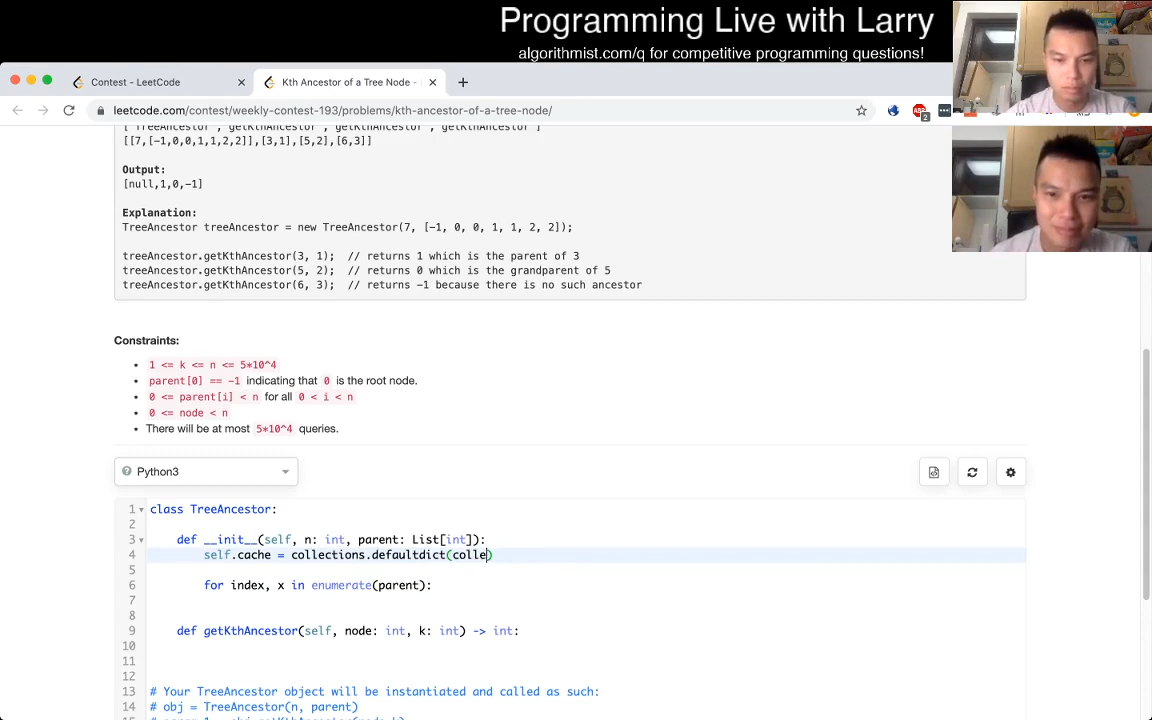 Programming Live with Larry
algorithmist.com/q for competitive programming questions!
Contest - LeetCode
Kth Ancestor of a Tree Node -
leetcode.com/contest/weekly-contest-193/problems/kth-ancestor-of-a-tree-node/
["TreeAncestor","getKthAncestor","getKthAncestor","getKthAncestor"]
[[7,[-1,0,0,1,1,2,2]],[3,1],[5,2],[6,3]]
Output:
[null,1,0,-1]
Explanation:
TreeAncestor treeAncestor = new TreeAncestor(7, [-1, 0, 0, 1, 1, 2, 2]);
treeAncestor.getKthAncestor(3, 1);  // returns 1 which is the parent of 3
treeAncestor.getKthAncestor(5, 2);  // returns 0 which is the grandparent of 5
treeAncestor.getKthAncestor(6, 3);  // returns -1 because there is no such ancestor
Constraints:
1 <= k <= n <= 5*10^4
parent[0] == -1 indicating that 0 is the root node.
0 <= parent[i] < n for all 0 < i < n
0 <= node < n
There will be at most 5*10^4 queries.
Python3
1 class TreeAncestor:
2
3 def __init__(self, n: int, parent: List[int]):
4 self.cache = collections.defaultdict(colle)
5
6 for index, x in enumerate(parent):
7
8
9 def getKthAncestor(self, node: int, k: int) -> int:
10
11
12
13 # Your TreeAncestor object will be instantiated and called as such:
14 # obj = TreeAncestor(n, parent)